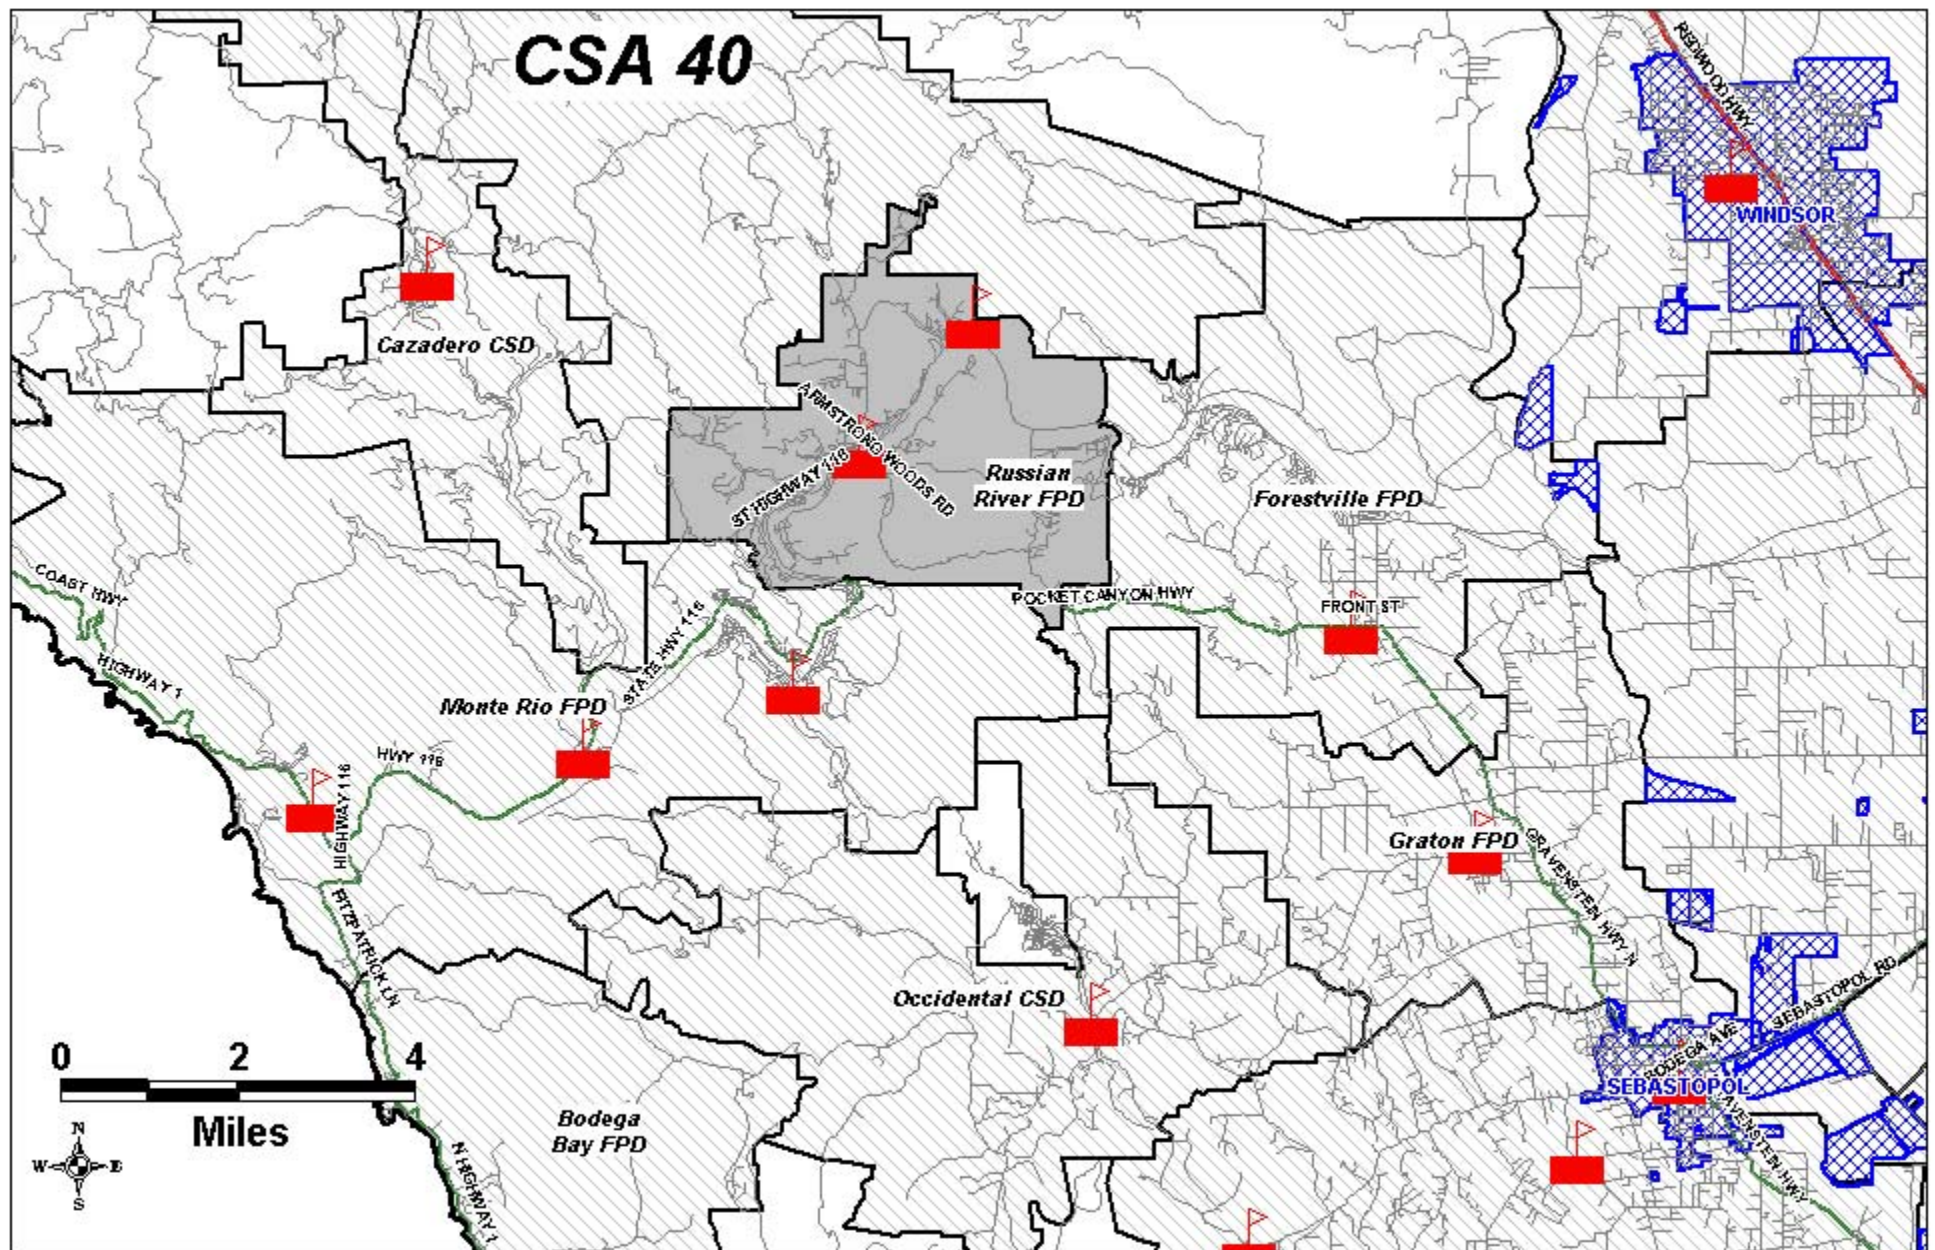 CSA 40
REDWOOD HWY
WINDSOR
Cazadero CSD
ARMSTRONG WOODS RD
ST HIGHWAY 116
Russian
River FPD
Forestville FPD
COAST HWY
POCKET CANYON HWY
FRONT ST
STATE HWY 116
HIGHWAY 1
Monte Rio FPD
HWY 116
HIGHWAY 116
Graton FPD
GRAVENSTEIN HWY N
FITZPATRICK LN
Occidental CSD
SEBASTOPOL RD
BODEGA AVE
SEBASTOPOL
AVENSTEIN HWY
0 2 4
Miles
Bodega
Bay FPD
N HIGHWAY 1
N
W E
S